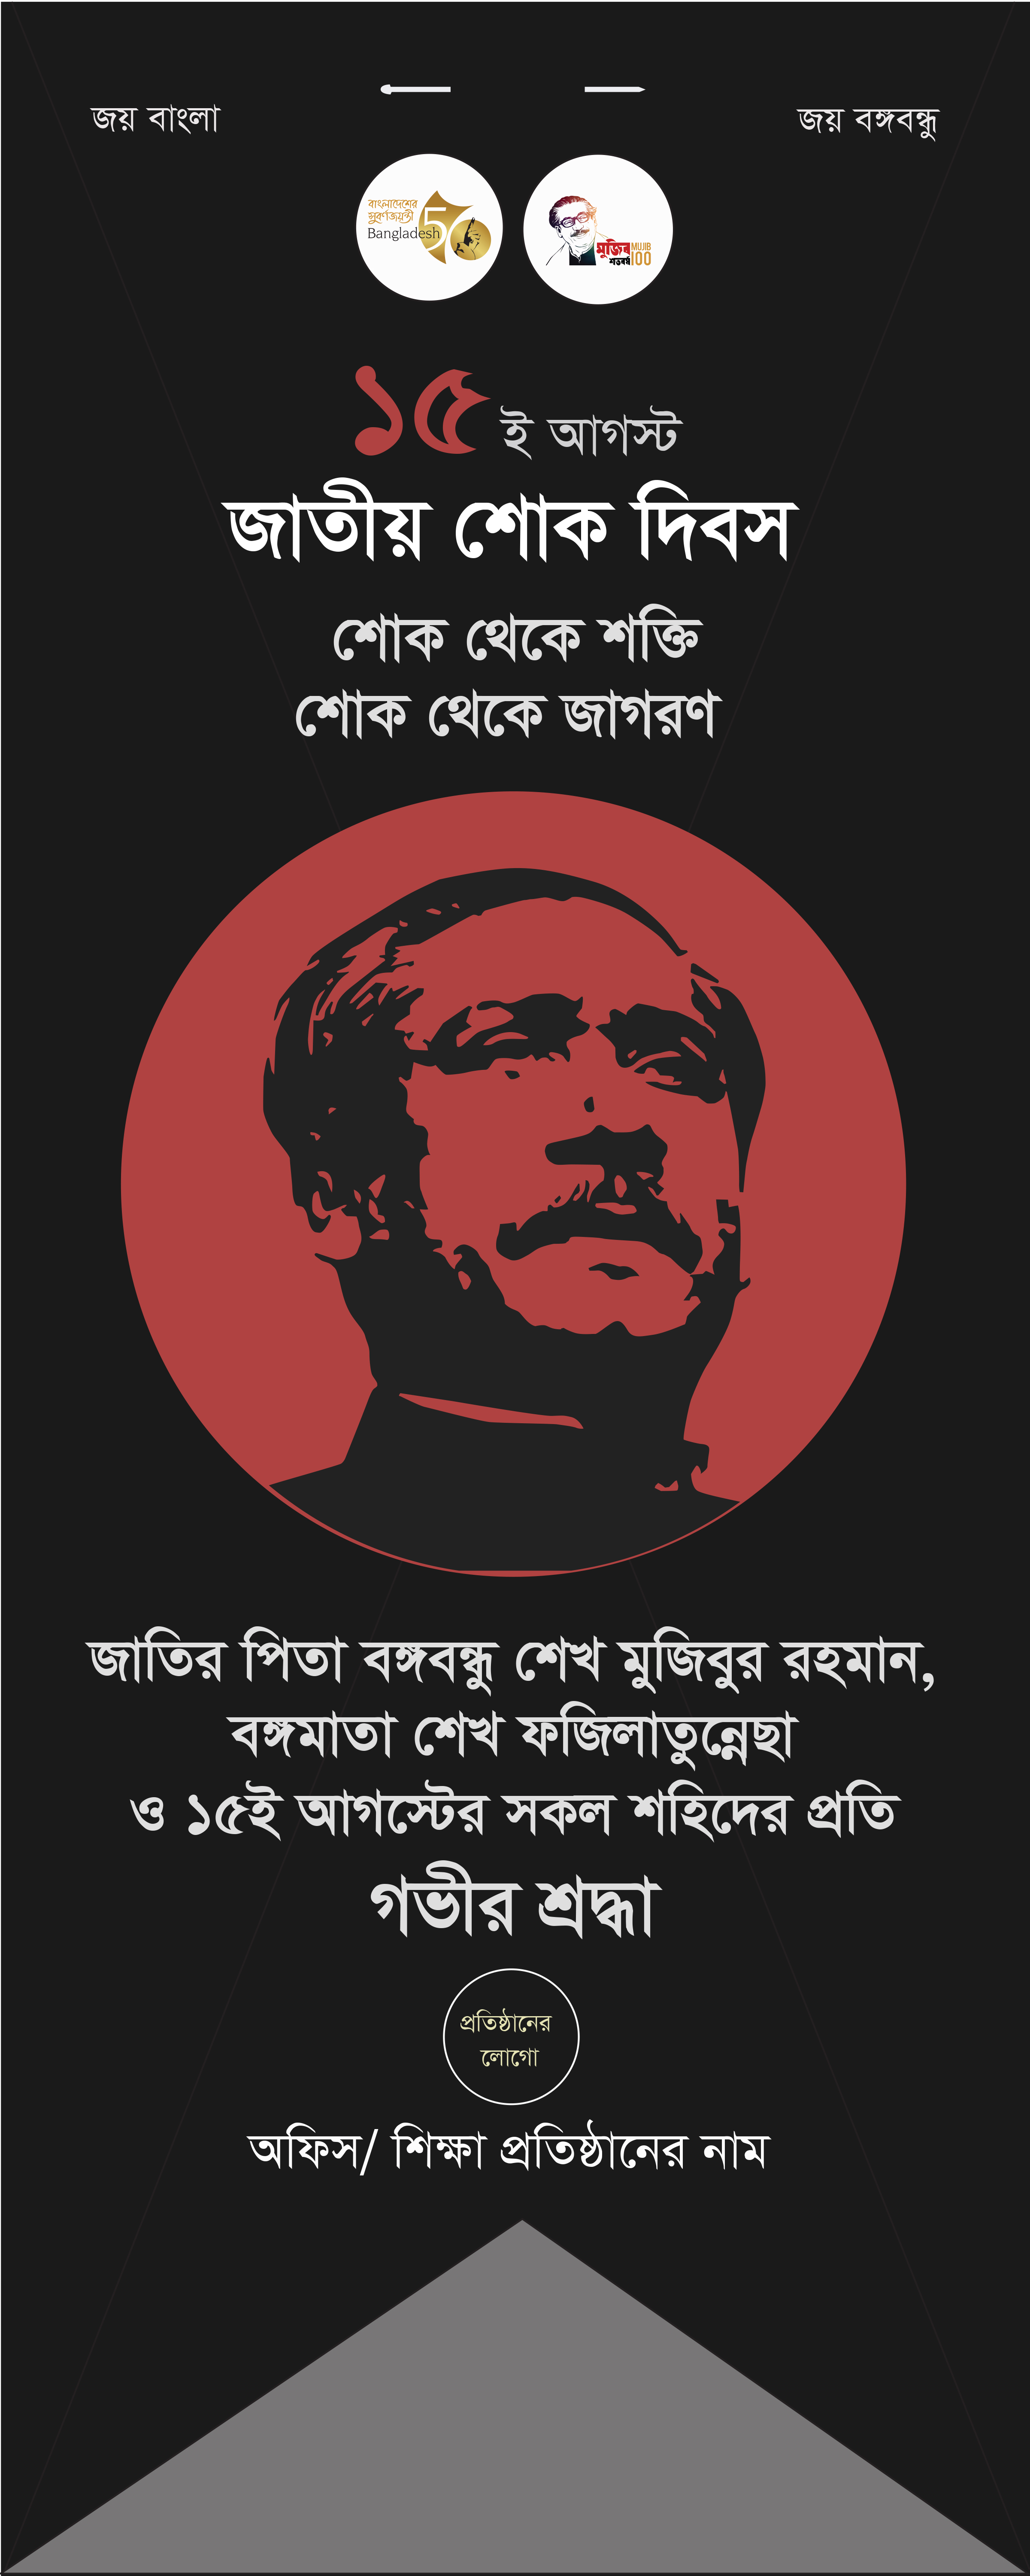 জয় বাংলা
জয় বঙ্গবন্ধু
বাংলাদেশের
সুবর্ণজয়ন্তী
Bangladesh 50
মুজিব MUJIB
শতবর্ষ 100
১৫ ই আগস্ট
জাতীয় শোক দিবস
শোক থেকে শক্তি
শোক থেকে জাগরণ
জাতির পিতা বঙ্গবন্ধু শেখ মুজিবুর রহমান,
বঙ্গমাতা শেখ ফজিলাতুন্নেছা
ও ১৫ই আগস্টের সকল শহিদের প্রতি
গভীর শ্রদ্ধা
প্রতিষ্ঠানের
লোগো
অফিস/ শিক্ষা প্রতিষ্ঠানের নাম